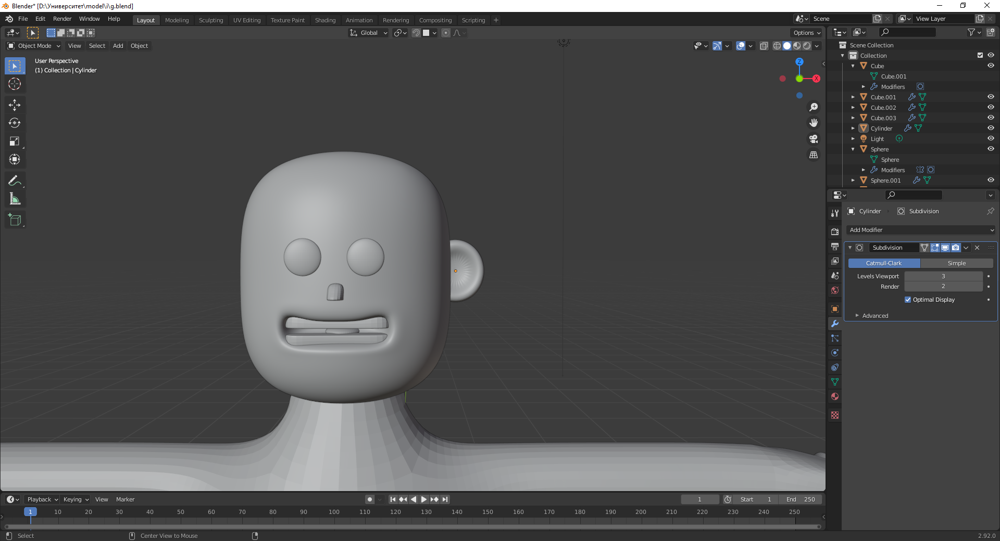 Blender* [D:\Университет\model\i\g.blend]
File Edit Render Window Help
Layout Modeling Sculpting UV Editing Texture Paint Shading Animation Rendering Compositing Scripting +
Scene
View Layer
Global
Options
Object Mode View Select Add Object
User Perspective
(1) Collection | Cylinder
Z
X
Scene Collection
Collection
Cube
Cube.001
Modifiers
Cube.001
Cube.002
Cube.003
Cylinder
Light
Sphere
Sphere
Modifiers
Sphere.001
Cylinder Subdivision
Add Modifier
Subdivision
Catmull-Clark Simple
Levels Viewport 3
Render 2
Optimal Display
Advanced
Playback Keying View Marker
1 Start 1 End 250
1 10 20 30 40 50 60 70 80 90 100 110 120 130 140 150 160 170 180 190 200 210 220 230 240 250
Select Center View to Mouse 2.92.0